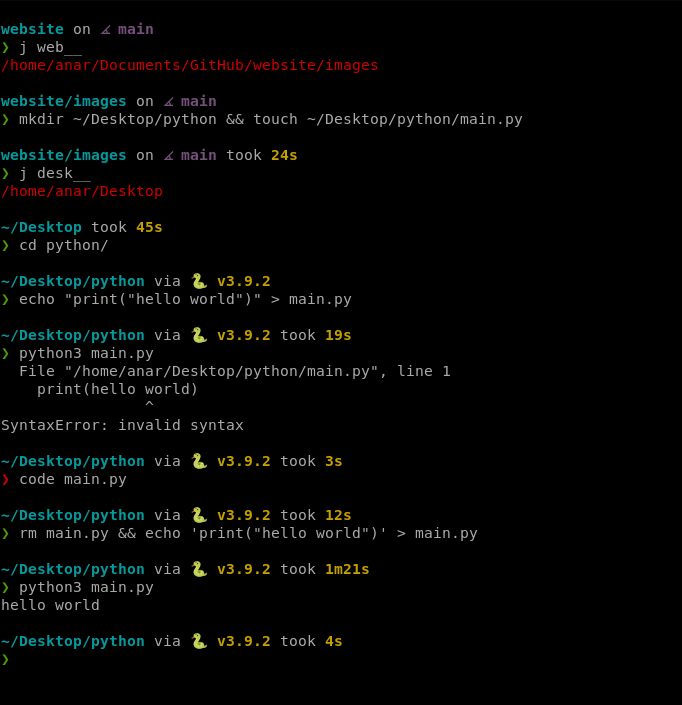 website on ⦨ main
❯ j web__
/home/anar/Documents/GitHub/website/images
website/images on ⦨ main
❯ mkdir ~/Desktop/python && touch ~/Desktop/python/main.py
website/images on ⦨ main took 24s
❯ j desk__
/home/anar/Desktop
~/Desktop took 45s
❯ cd python/
~/Desktop/python via 🐍 v3.9.2
❯ echo "print("hello world")" > main.py
~/Desktop/python via 🐍 v3.9.2 took 19s
❯ python3 main.py
  File "/home/anar/Desktop/python/main.py", line 1
    print(hello world)
                ^
SyntaxError: invalid syntax
~/Desktop/python via 🐍 v3.9.2 took 3s
❯ code main.py
~/Desktop/python via 🐍 v3.9.2 took 12s
❯ rm main.py && echo 'print("hello world")' > main.py
~/Desktop/python via 🐍 v3.9.2 took 1m21s
❯ python3 main.py
hello world
~/Desktop/python via 🐍 v3.9.2 took 4s
❯